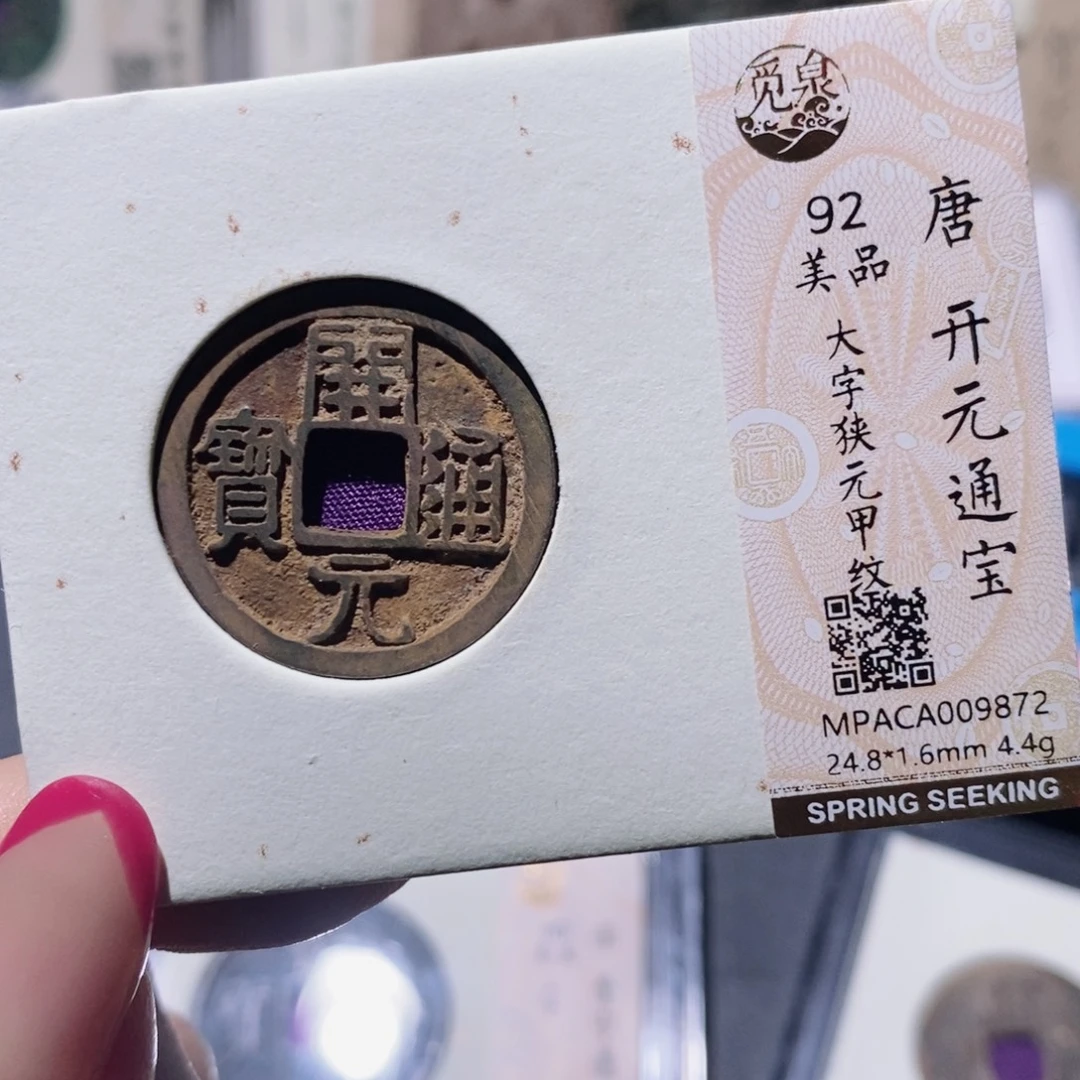 開元通寶
觅泉
唐 开元通宝
92
美品
大字狭元甲纹
MPACA009872
24.8*1.6mm 4.4g
SPRING SEEKING